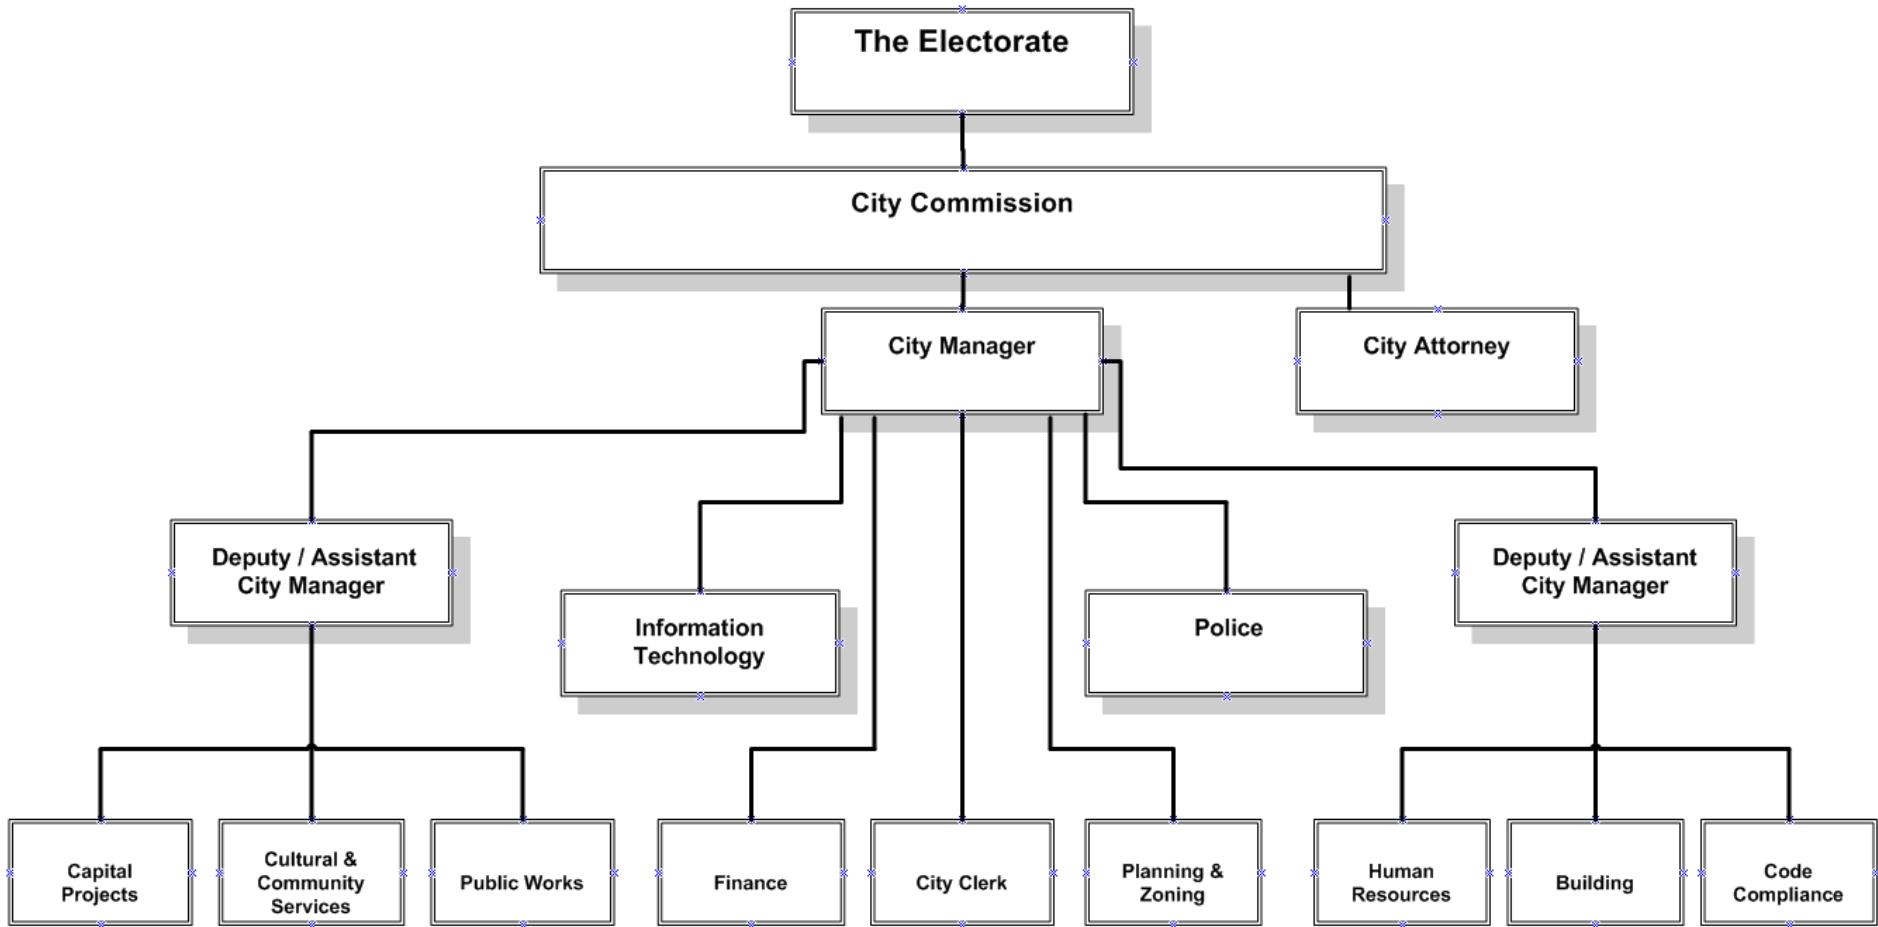 The Electorate
City Commission
City Manager
City Attorney
Deputy / Assistant
City Manager
Deputy / Assistant
City Manager
Information
Technology
Police
Capital
Projects
Cultural &
Community
Services
Public Works
Finance
City Clerk
Planning &
Zoning
Human
Resources
Building
Code
Compliance